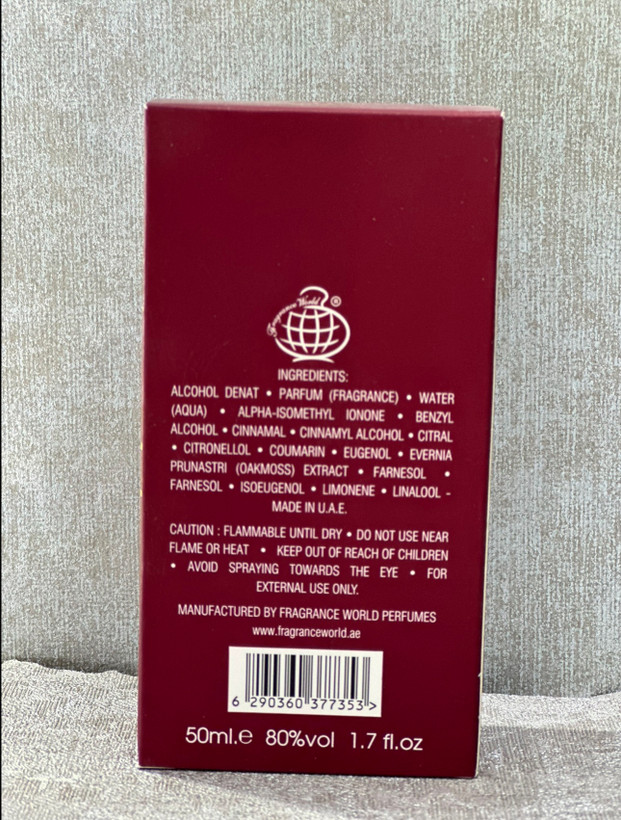 Fragrance World ®
INGREDIENTS:
ALCOHOL DENAT • PARFUM (FRAGRANCE) • WATER
(AQUA) • ALPHA-ISOMETHYL IONONE • BENZYL
ALCOHOL • CINNAMAL • CINNAMYL ALCOHOL • CITRAL
• CITRONELLOL • COUMARIN • EUGENOL • EVERNIA
PRUNASTRI (OAKMOSS) EXTRACT • FARNESOL •
FARNESOL • ISOEUGENOL • LIMONENE • LINALOOL -
MADE IN U.A.E.
CAUTION : FLAMMABLE UNTIL DRY • DO NOT USE NEAR
FLAME OR HEAT • KEEP OUT OF REACH OF CHILDREN
• AVOID SPRAYING TOWARDS THE EYE • FOR
EXTERNAL USE ONLY.
MANUFACTURED BY FRAGRANCE WORLD PERFUMES
www.fragranceworld.ae
6 290360 377353 >
50ml.e 80%vol 1.7 fl.oz